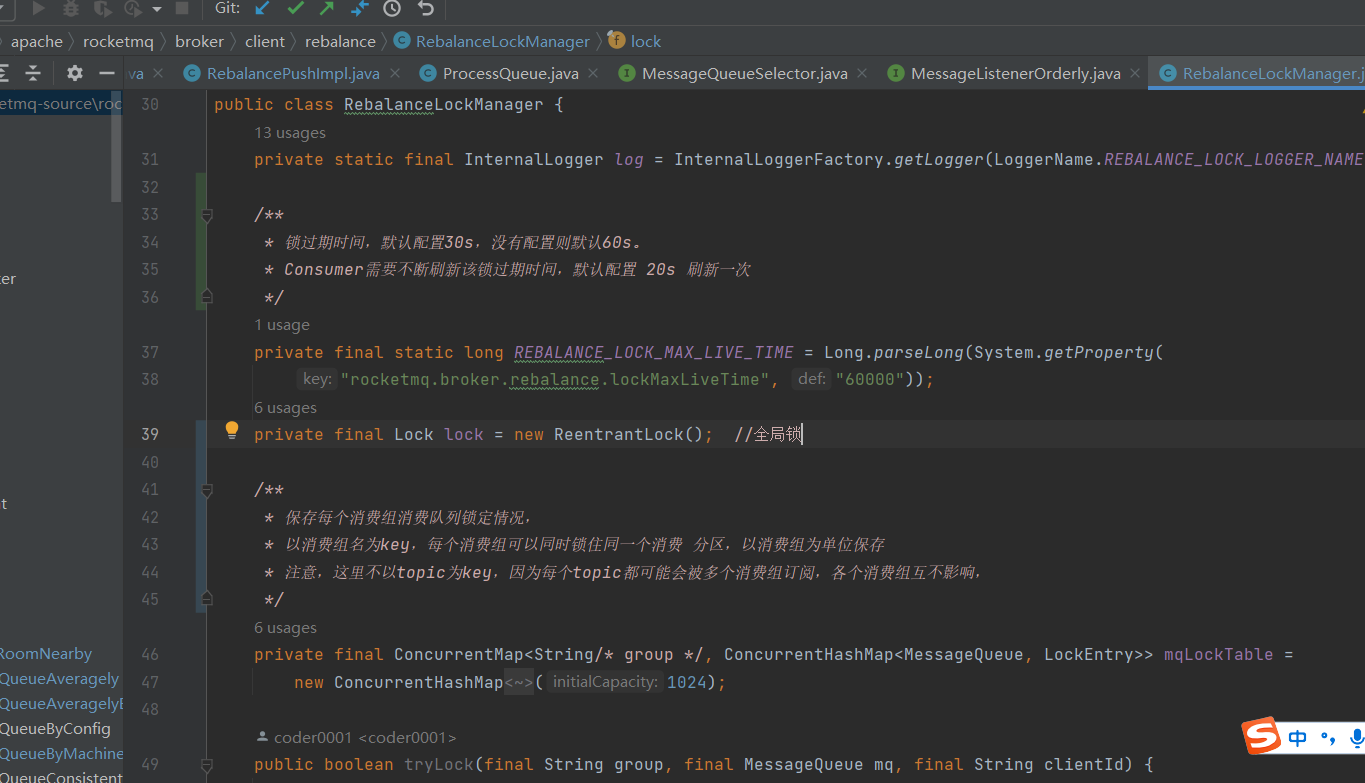 Git:
apache rocketmq broker client rebalance RebalanceLockManager lock
va RebalancePushImpl.java ProcessQueue.java MessageQueueSelector.java MessageListenerOrderly.java RebalanceLockManager.j
etmq-source\roc
30 public class RebalanceLockManager {
13 usages
31 private static final InternalLogger log = InternalLoggerFactory.getLogger(LoggerName.REBALANCE_LOCK_LOGGER_NAME
32
33 /**
34 * 锁过期时间，默认配置30s，没有配置则默认60s。
35 * Consumer需要不断刷新该锁过期时间，默认配置 20s 刷新一次
36 */
1 usage
37 private final static long REBALANCE_LOCK_MAX_LIVE_TIME = Long.parseLong(System.getProperty(
38 key: "rocketmq.broker.rebalance.lockMaxLiveTime", def: "60000"));
6 usages
39 private final Lock lock = new ReentrantLock();  //全局锁
40
41 /**
42 * 保存每个消费组消费队列锁定情况，
43 * 以消费组名为key，每个消费组可以同时锁住同一个消费 分区，以消费组为单位保存
44 * 注意，这里不以topic为key，因为每个topic都可能会被多个消费组订阅，各个消费组互不影响，
45 */
6 usages
46 private final ConcurrentMap<String/* group */, ConcurrentHashMap<MessageQueue, LockEntry>> mqLockTable =
47 new ConcurrentHashMap<~>( initialCapacity: 1024);
48
coder0001 <coder0001>
49 public boolean tryLock(final String group, final MessageQueue mq, final String clientId) {
er
t
RoomNearby
QueueAveragely
QueueAveragelyB
QueueByConfig
QueueByMachine
QueueConsistent
S 中